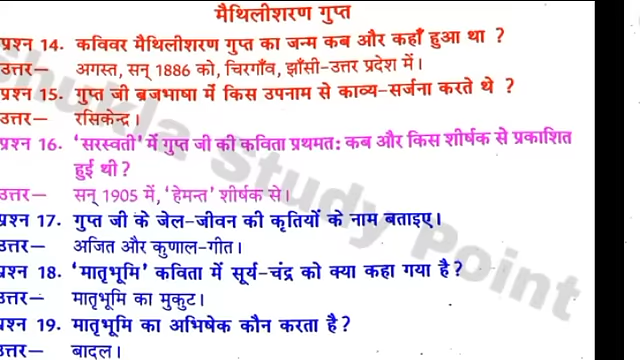 मैथिलीशरण गुप्त
प्रश्न 14. कविवर मैथिलीशरण गुप्त का जन्म कब और कहाँ हुआ था ?
उत्तर— अगस्त, सन् 1886 को, चिरगाँव, झाँसी-उत्तर प्रदेश में।
प्रश्न 15. गुप्त जी ब्रजभाषा में किस उपनाम से काव्य-सर्जना करते थे ?
उत्तर— रसिकेन्द्र।
प्रश्न 16. 'सरस्वती' में गुप्त जी की कविता प्रथमत: कब और किस शीर्षक से प्रकाशित
हुई थी ?
उत्तर— सन् 1905 में, 'हेमन्त' शीर्षक से।
प्रश्न 17. गुप्त जी के जेल-जीवन की कृतियों के नाम बताइए।
उत्तर— अजित और कुणाल-गीत।
प्रश्न 18. 'मातृभूमि' कविता में सूर्य-चंद्र को क्या कहा गया है ?
उत्तर— मातृभूमि का मुकुट।
प्रश्न 19. मातृभूमि का अभिषेक कौन करता है ?
उत्तर— बादल।
Shukla Study Point